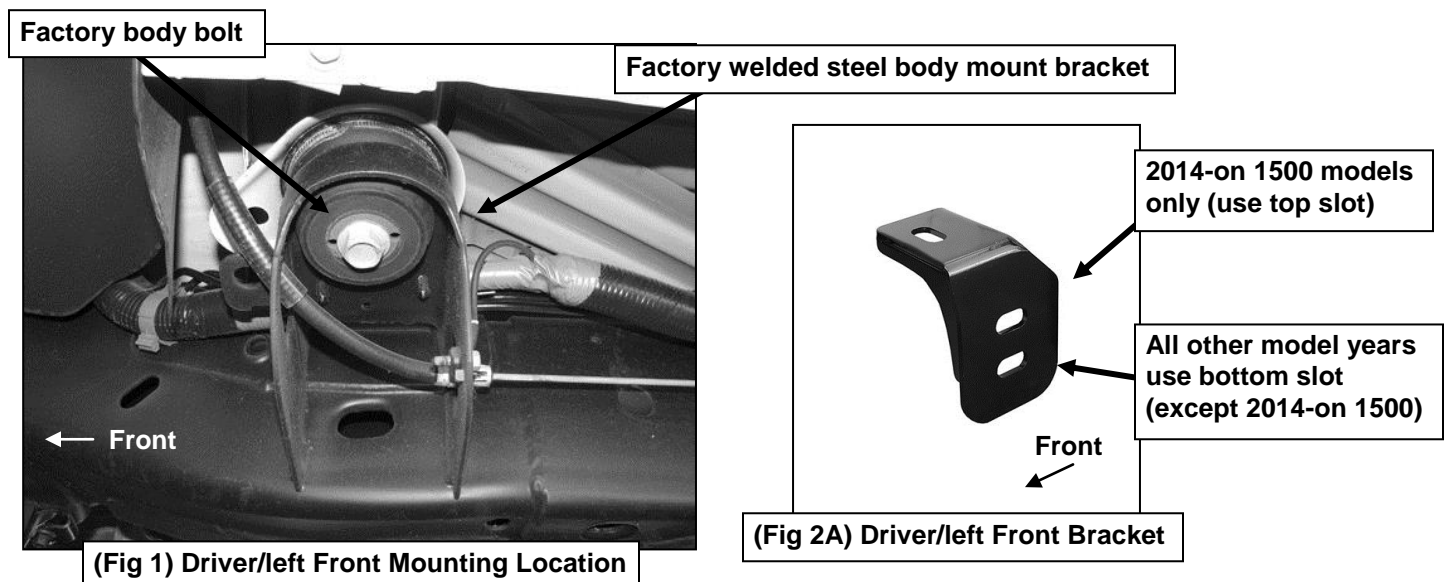 Factory body bolt
Factory welded steel body mount bracket
Front
(Fig 1) Driver/left Front Mounting Location
2014-on 1500 models
only (use top slot)
All other model years
use bottom slot
(except 2014-on 1500)
Front
(Fig 2A) Driver/left Front Bracket